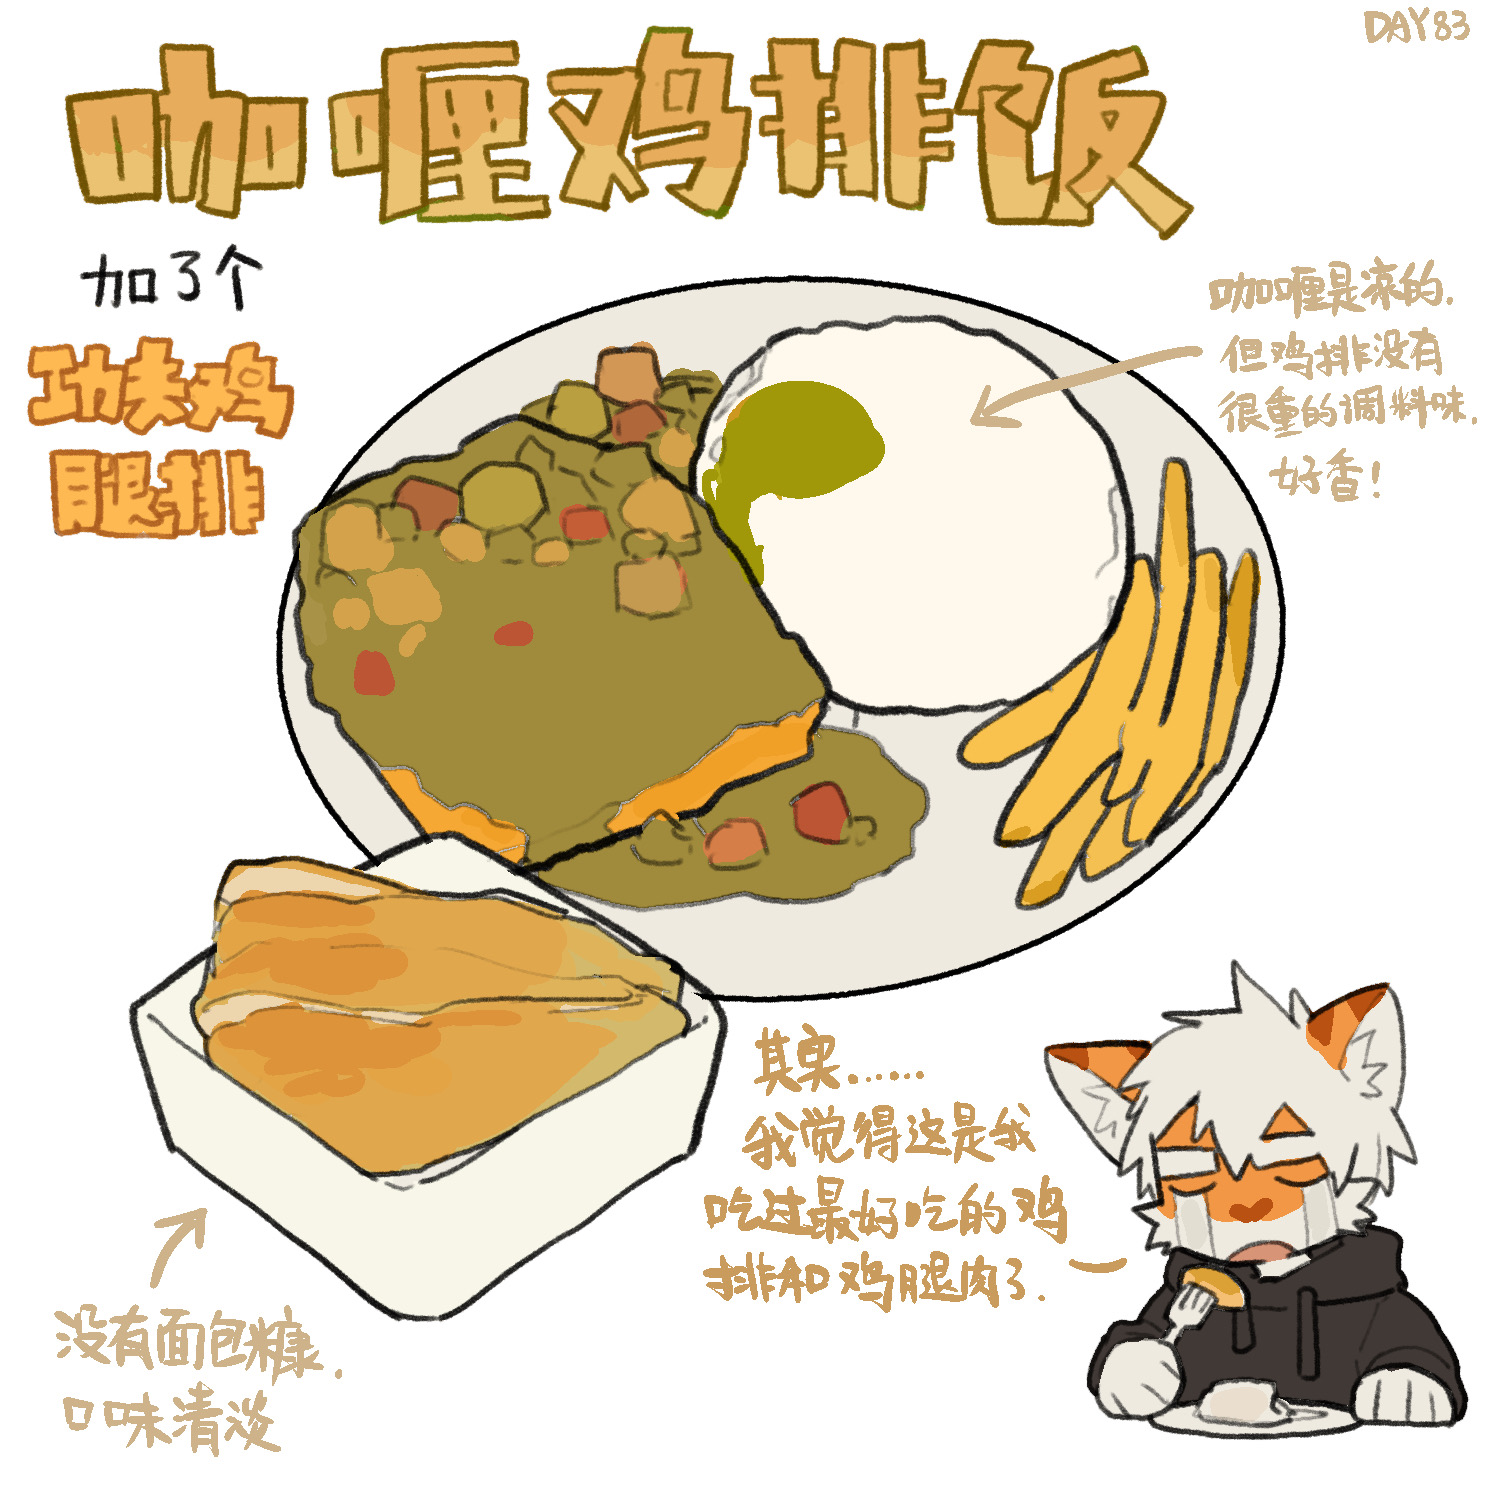 DAY83
咖喱鸡排饭
加了个
功夫鸡
腿排
咖喱是凉的.
但鸡排没有
很重的调料味.
好香!
其实......
我觉得这是我
吃过最好吃的鸡
排和鸡腿肉了.
没有面包糠.
口味清淡